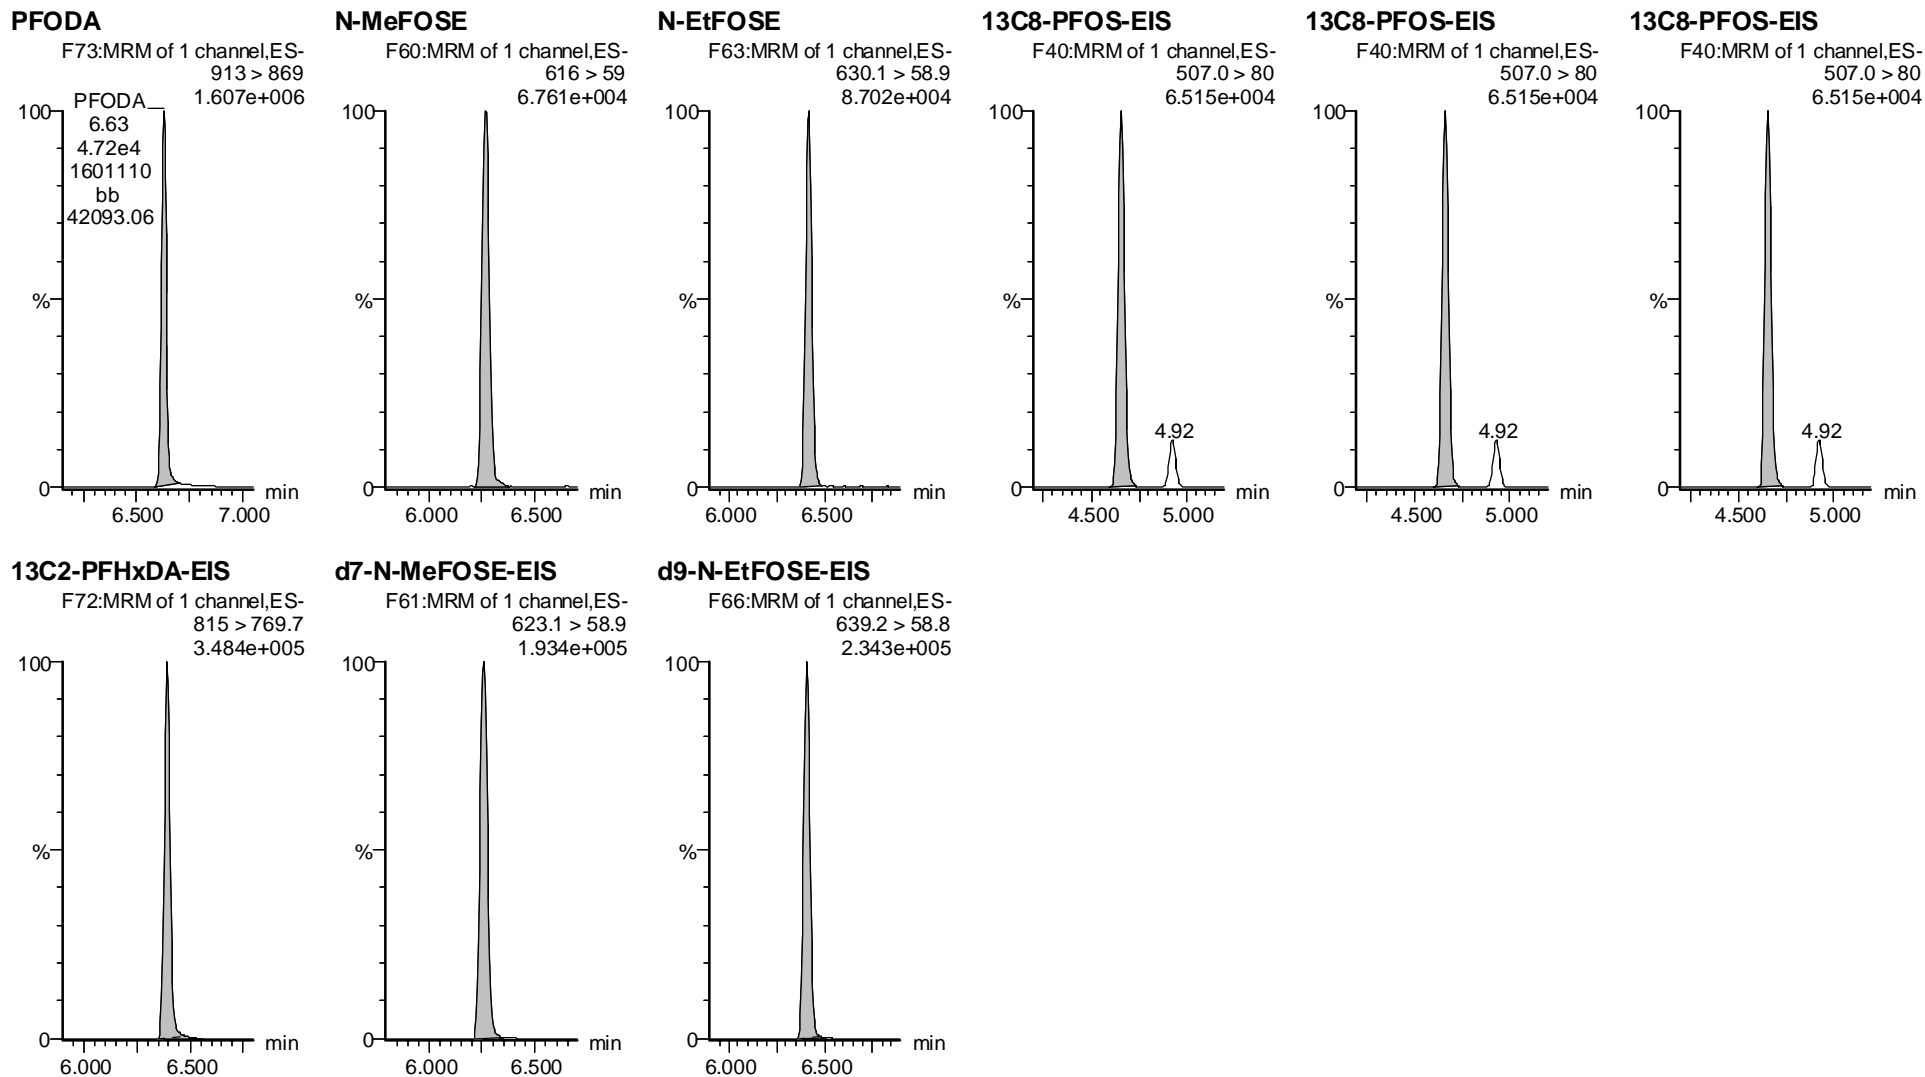 PFODA
F73:MRM of 1 channel,ES-
913 > 869
1.607e+006
PFODA
6.63
4.72e4
1601110
bb
42093.06
100
%
0
6.500 7.000
min
N-MeFOSE
F60:MRM of 1 channel,ES-
616 > 59
6.761e+004
100
%
0
6.000 6.500
min
N-EtFOSE
F63:MRM of 1 channel,ES-
630.1 > 58.9
8.702e+004
100
%
0
6.000 6.500
min
13C8-PFOS-EIS
F40:MRM of 1 channel,ES-
507.0 > 80
6.515e+004
100
%
0
4.92
4.500 5.000
min
13C8-PFOS-EIS
F40:MRM of 1 channel,ES-
507.0 > 80
6.515e+004
100
%
0
4.92
4.500 5.000
min
13C8-PFOS-EIS
F40:MRM of 1 channel,ES-
507.0 > 80
6.515e+004
100
%
0
4.92
4.500 5.000
min
13C2-PFHxDA-EIS
F72:MRM of 1 channel,ES-
815 > 769.7
3.484e+005
100
%
0
6.000 6.500
min
d7-N-MeFOSE-EIS
F61:MRM of 1 channel,ES-
623.1 > 58.9
1.934e+005
100
%
0
6.000 6.500
min
d9-N-EtFOSE-EIS
F66:MRM of 1 channel,ES-
639.2 > 58.8
2.343e+005
100
%
0
6.000 6.500
min